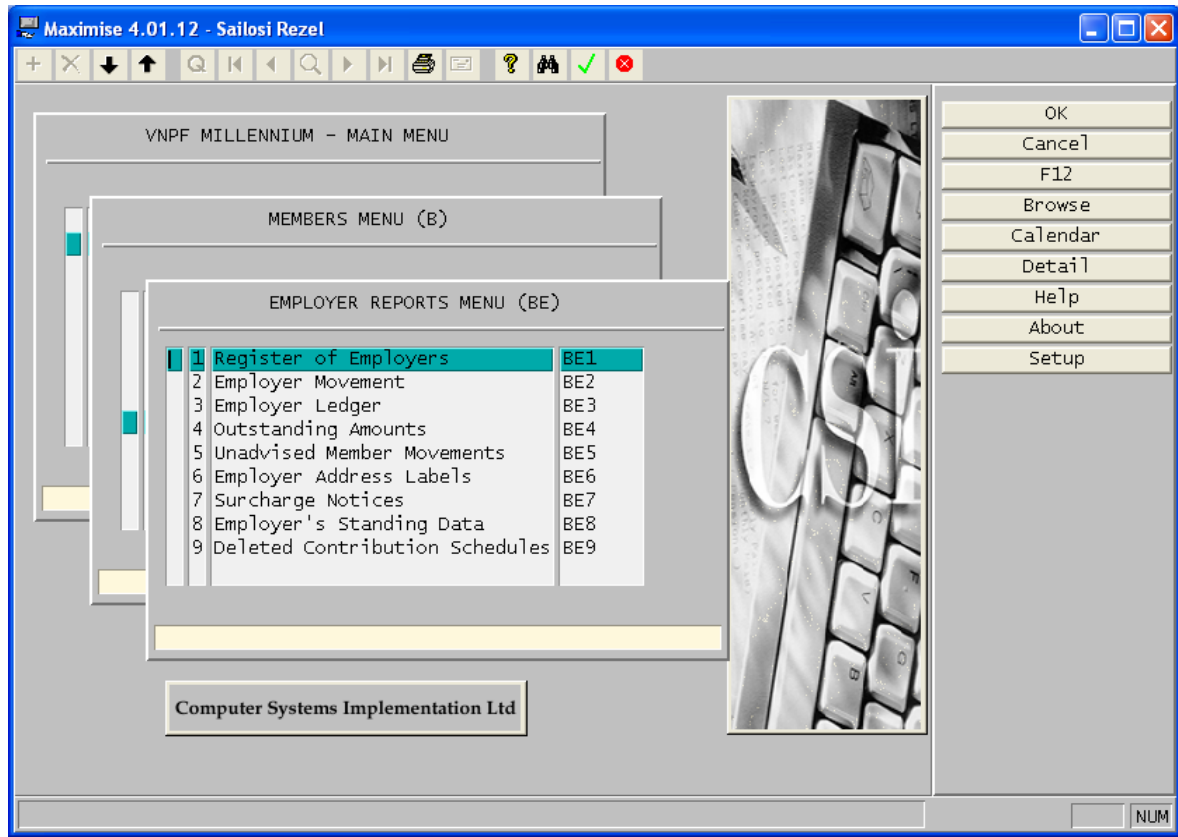 Maximise 4.01.12 - Sailosi Rezel
VNPF MILLENNIUM - MAIN MENU
MEMBERS MENU (B)
EMPLOYER REPORTS MENU (BE)
1 Register of Employers BE1
2 Employer Movement BE2
3 Employer Ledger BE3
4 Outstanding Amounts BE4
5 Unadvised Member Movements BE5
6 Employer Address Labels BE6
7 Surcharge Notices BE7
8 Employer's Standing Data BE8
9 Deleted Contribution Schedules BE9
Computer Systems Implementation Ltd
OK
Cancel
F12
Browse
Calendar
Detail
Help
About
Setup
NUM